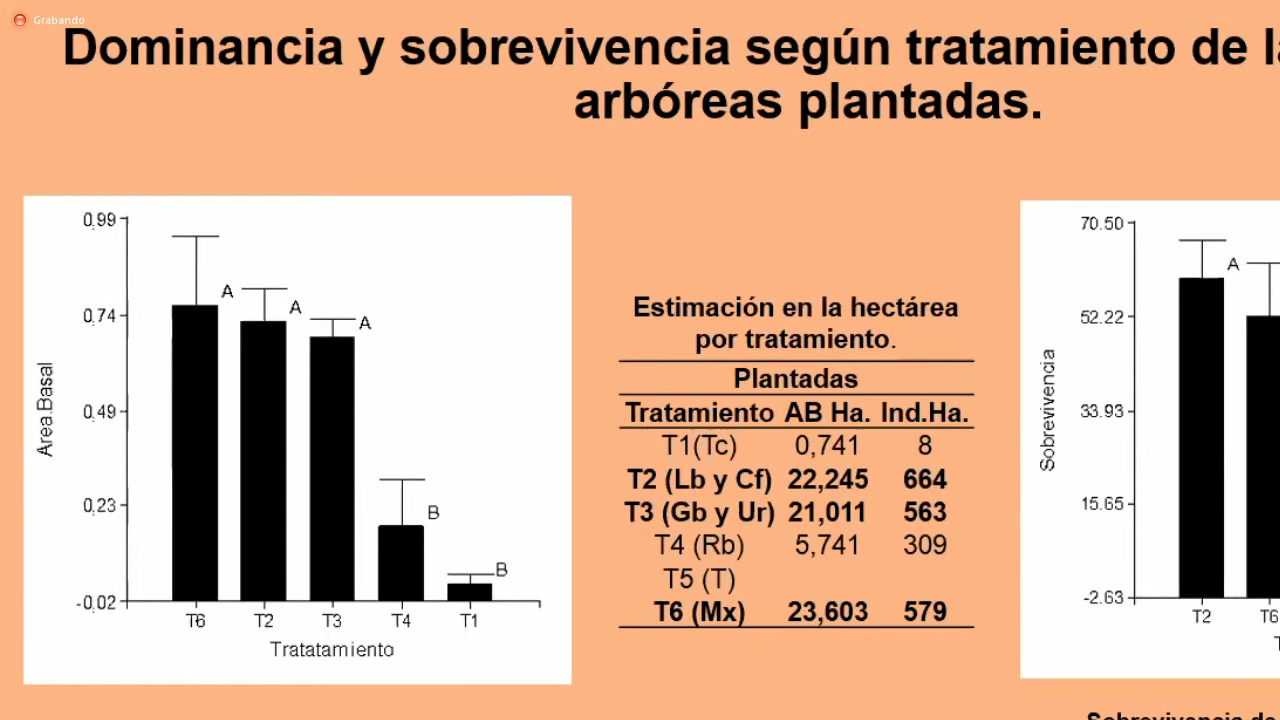 Grabando
Dominancia y sobrevivencia según tratamiento de
arbóreas plantadas.
0.99
0.74
0.49
0.23
-0.02
Area.Basal
A
A
A
B
B
T6 T2 T3 T4 T1
Tratatamiento
Estimación en la hectárea
por tratamiento.
Plantadas
Tratamiento AB Ha. Ind.Ha.
T1(Tc) 0,741 8
T2 (Lb y Cf) 22,245 664
T3 (Gb y Ur) 21,011 563
T4 (Rb) 5,741 309
T5 (T)
T6 (Mx) 23,603 579
70.50
52.22
33.93
15.65
-2.63
Sobrevivencia
A
T2 T6